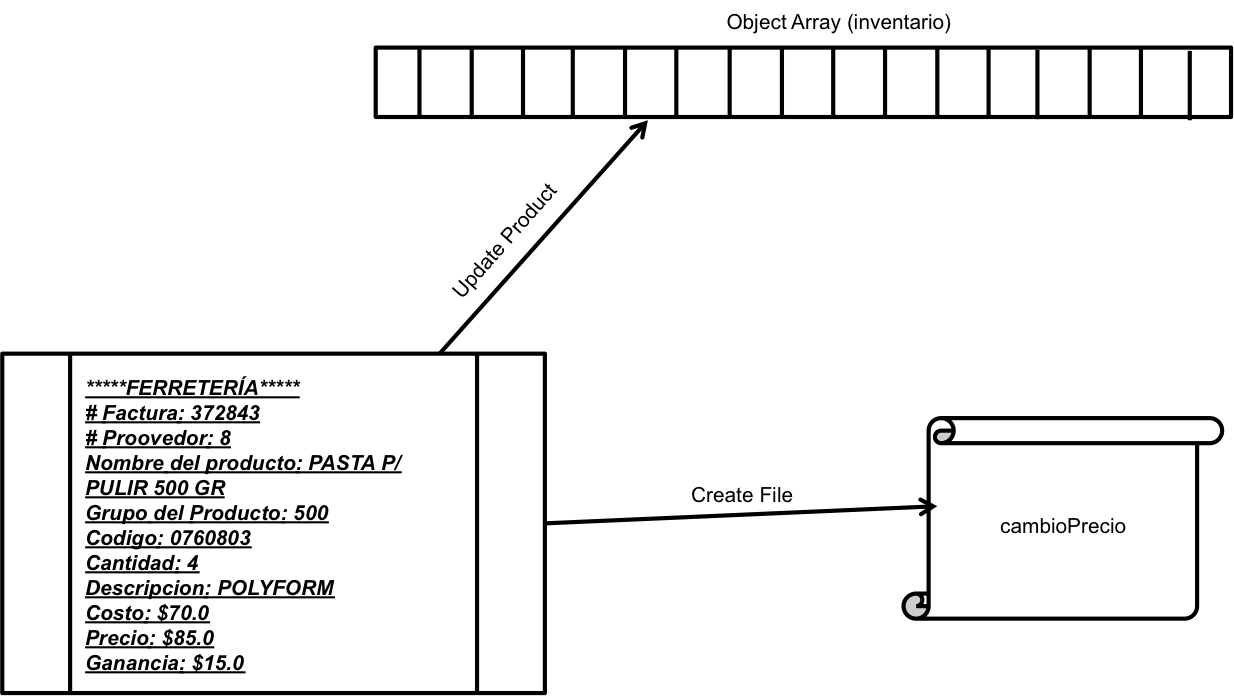 Object Array (inventario)
Update Product
*****FERRETERÍA*****
# Factura: 372843
# Proovedor: 8
Nombre del producto: PASTA P/
PULIR 500 GR
Grupo del Producto: 500
Codigo: 0760803
Cantidad: 4
Descripcion: POLYFORM
Costo: $70.0
Precio: $85.0
Ganancia: $15.0
Create File
cambioPrecio